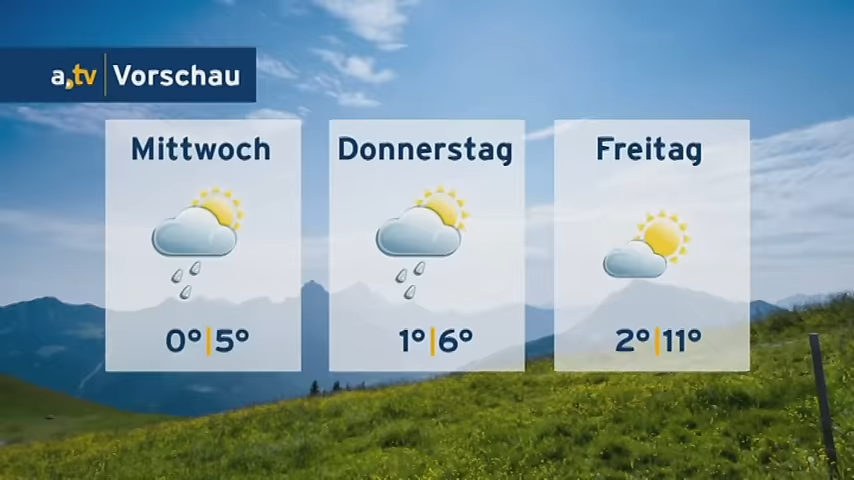 a.tv Vorschau
Mittwoch
0°|5°
Donnerstag
1°|6°
Freitag
2°|11°